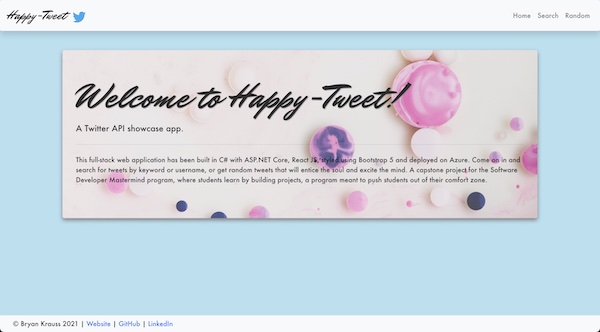 Happy-Tweet
Home Search Random
Welcome to Happy-Tweet!
A Twitter API showcase app.
This full-stack web application has been built in C# with ASP.NET Core, React JS, styled using Bootstrap 5 and deployed on Azure. Come on in and
search for tweets by keyword or username, or get random tweets that will entice the soul and excite the mind. A capstone project for the Software
Developer Mastermind program, where students learn by building projects, a program meant to push students out of their comfort zone.
© Bryan Krauss 2021 | Website | GitHub | LinkedIn